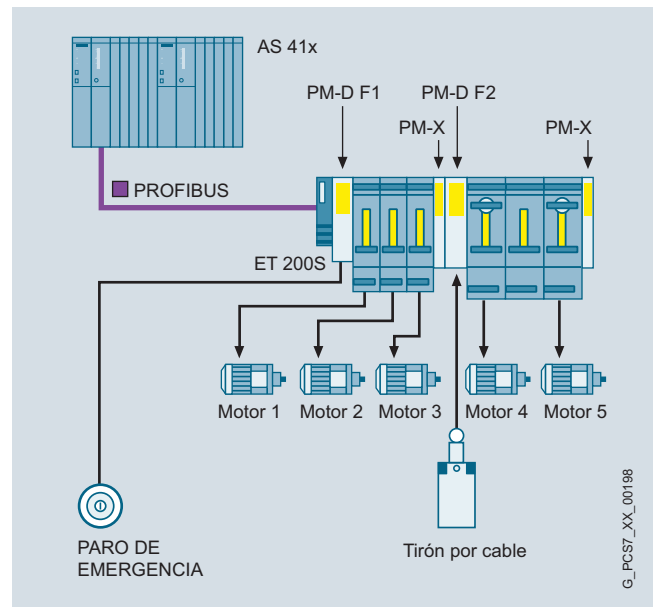 AS 41x
PM-D F1
PM-D F2
PM-X
PM-X
PROFIBUS
ET 200S
Motor 1
Motor 2
Motor 3
Motor 4
Motor 5
PARO DE
EMERGENCIA
Tirón por cable
G_PCS7_XX_00198